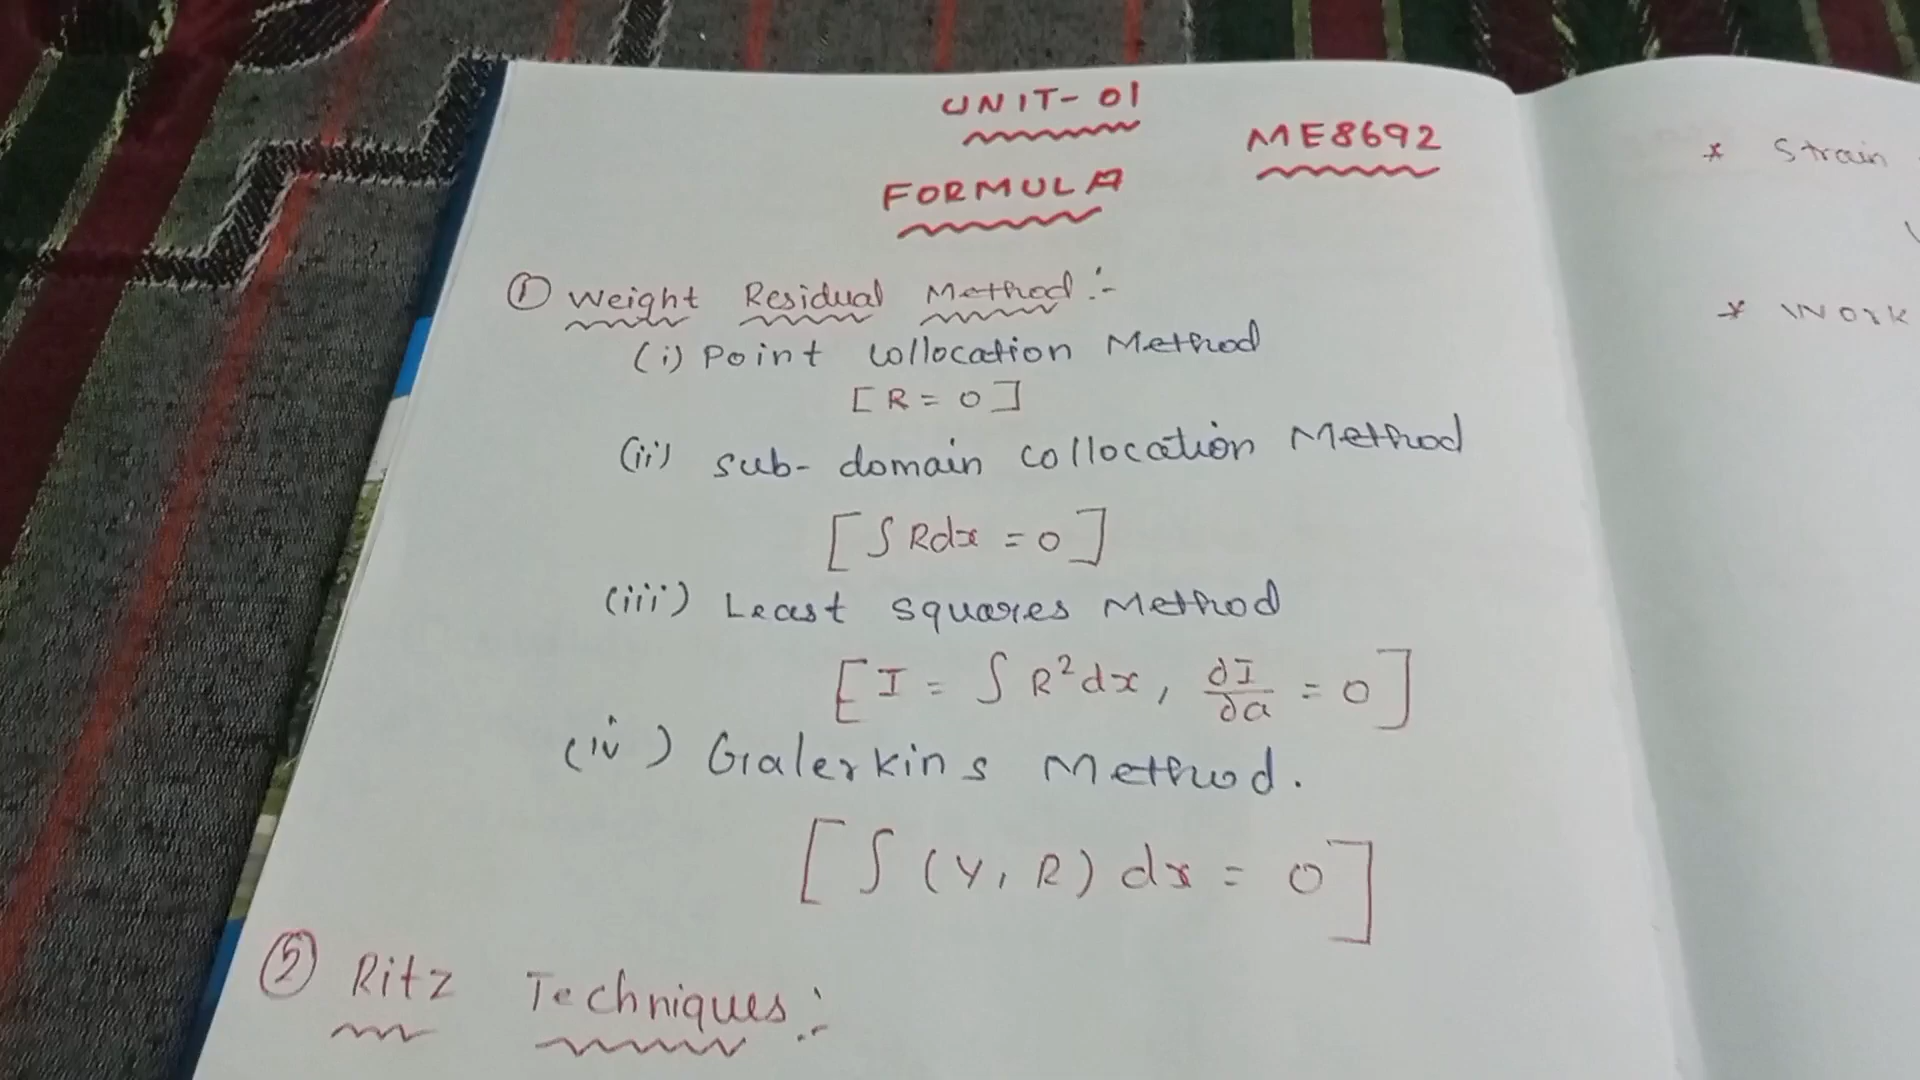 UNIT-01
ME8692
FORMULA
① Weight Residual Method :-
(i) Point collocation Method
[R = 0]
(ii) Sub-domain collocation Method
[∫ Rdx = 0]
(iii) Least squares Method
[I = ∫ R²dx, ∂I/∂a = 0]
(iv) Galerkins Method.
[∫ (Y, R) dx = 0]
② Ritz Techniques :-
* Strain
* Work